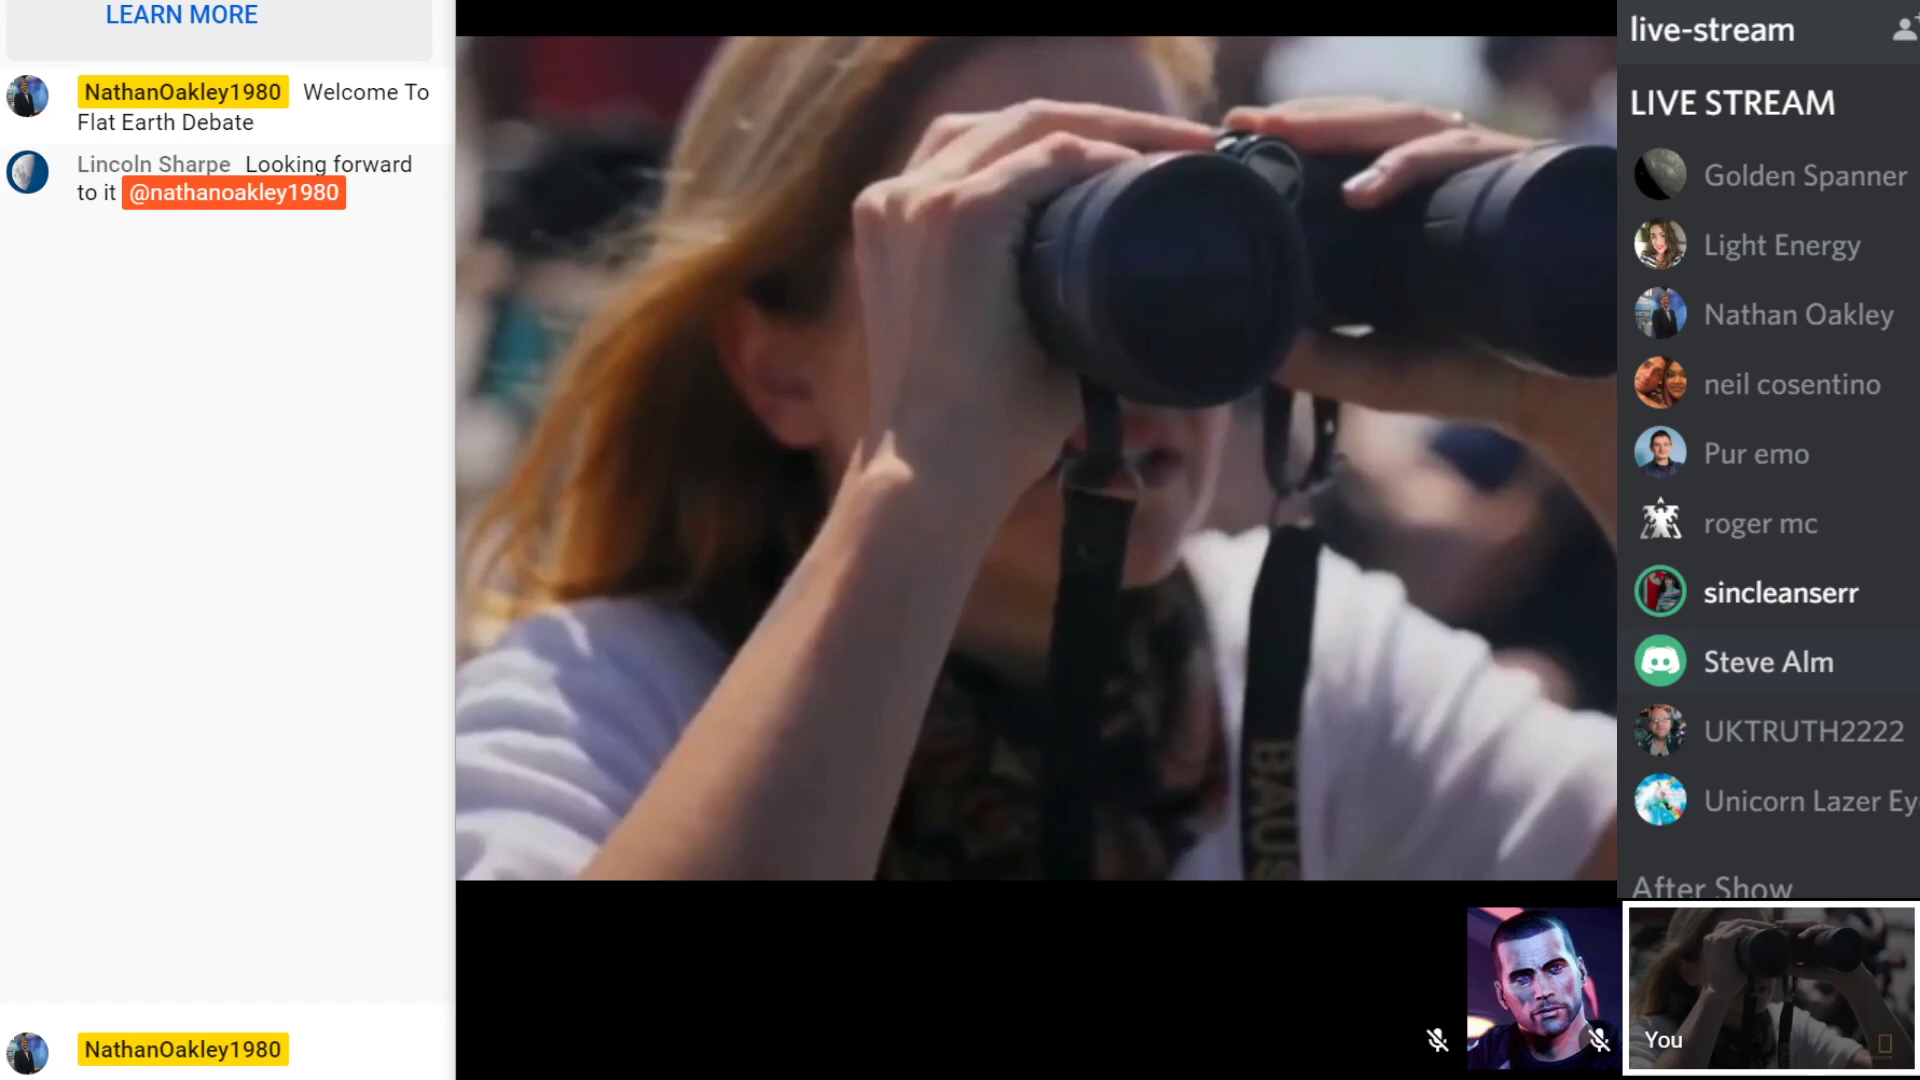 LEARN MORE
NathanOakley1980 Welcome To
Flat Earth Debate
Lincoln Sharpe Looking forward
to it @nathanoakley1980
NathanOakley1980
BAUS
live-stream
LIVE STREAM
Golden Spanner
Light Energy
Nathan Oakley
neil cosentino
Pur emo
roger mc
sincleanserr
Steve Alm
UKTRUTH2222
Unicorn Lazer Ey
After Show
You